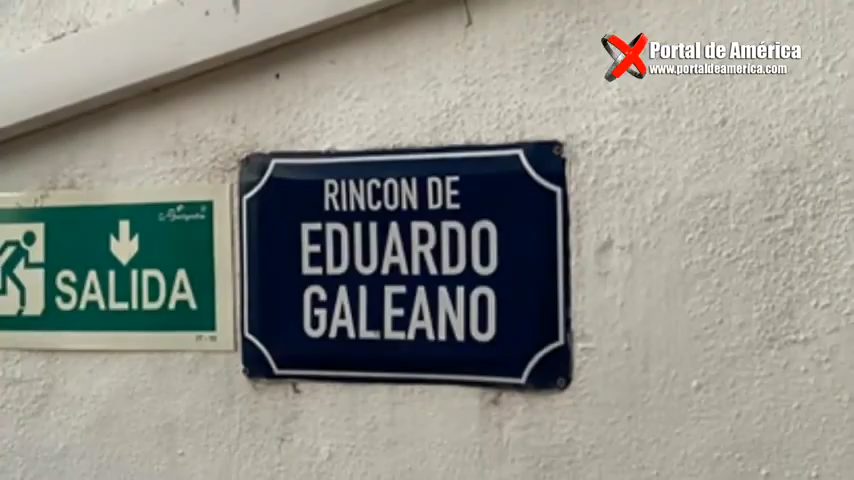 Portal de América
www.portaldeamerica.com
RINCON DE
EDUARDO
GALEANO
SALIDA